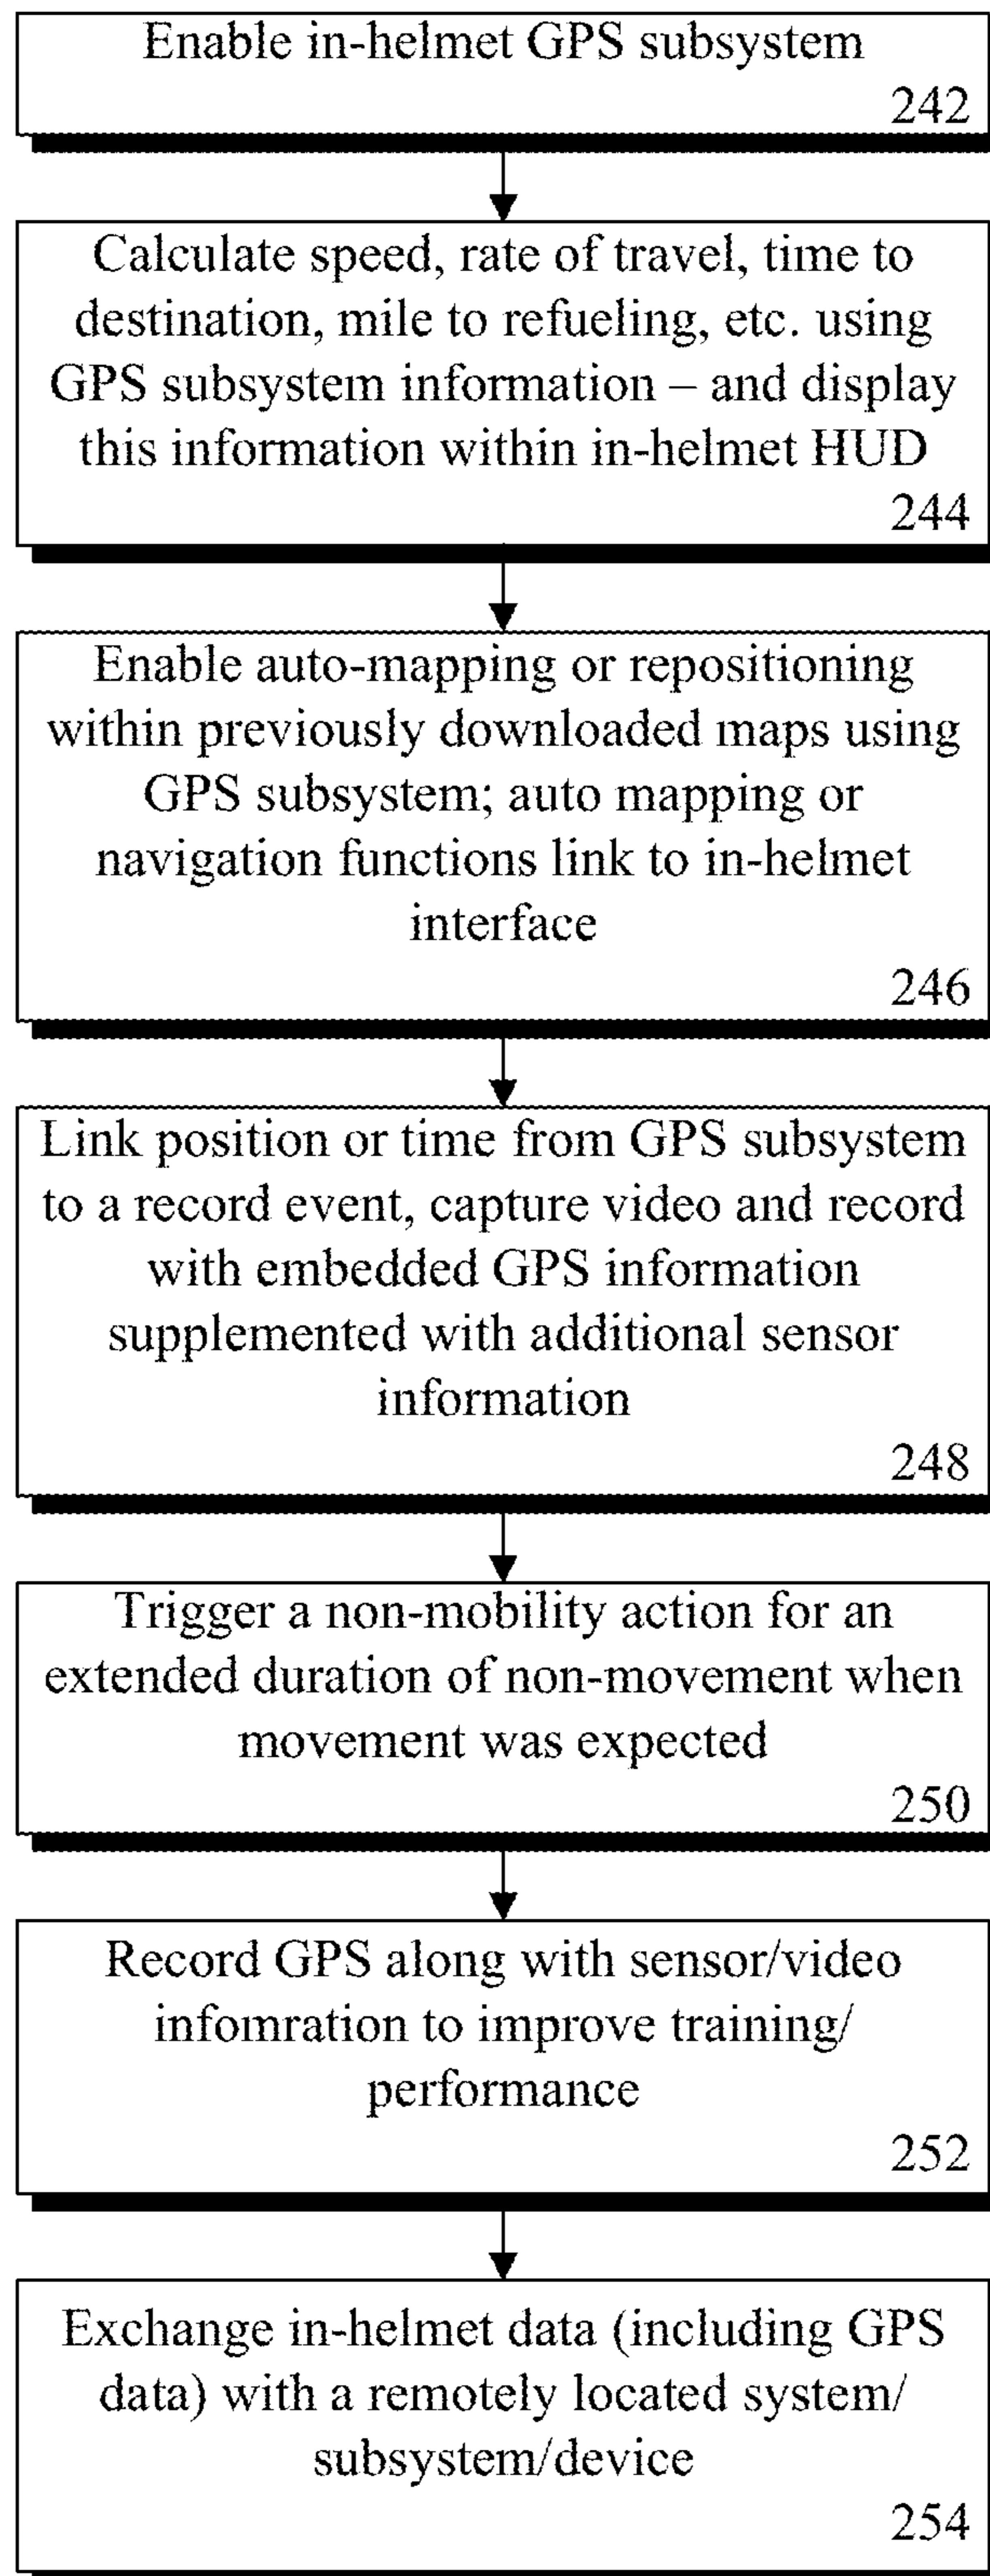 Enable in-helmet GPS subsystem
242
Calculate speed, rate of travel, time to
destination, mile to refueling, etc. using
GPS subsystem information – and display
this information within in-helmet HUD
244
Enable auto-mapping or repositioning
within previously downloaded maps using
GPS subsystem; auto mapping or
navigation functions link to in-helmet
interface
246
Link position or time from GPS subsystem
to a record event, capture video and record
with embedded GPS information
supplemented with additional sensor
information
248
Trigger a non-mobility action for an
extended duration of non-movement when
movement was expected
250
Record GPS along with sensor/video
infomration to improve training/
performance
252
Exchange in-helmet data (including GPS
data) with a remotely located system/
subsystem/device
254